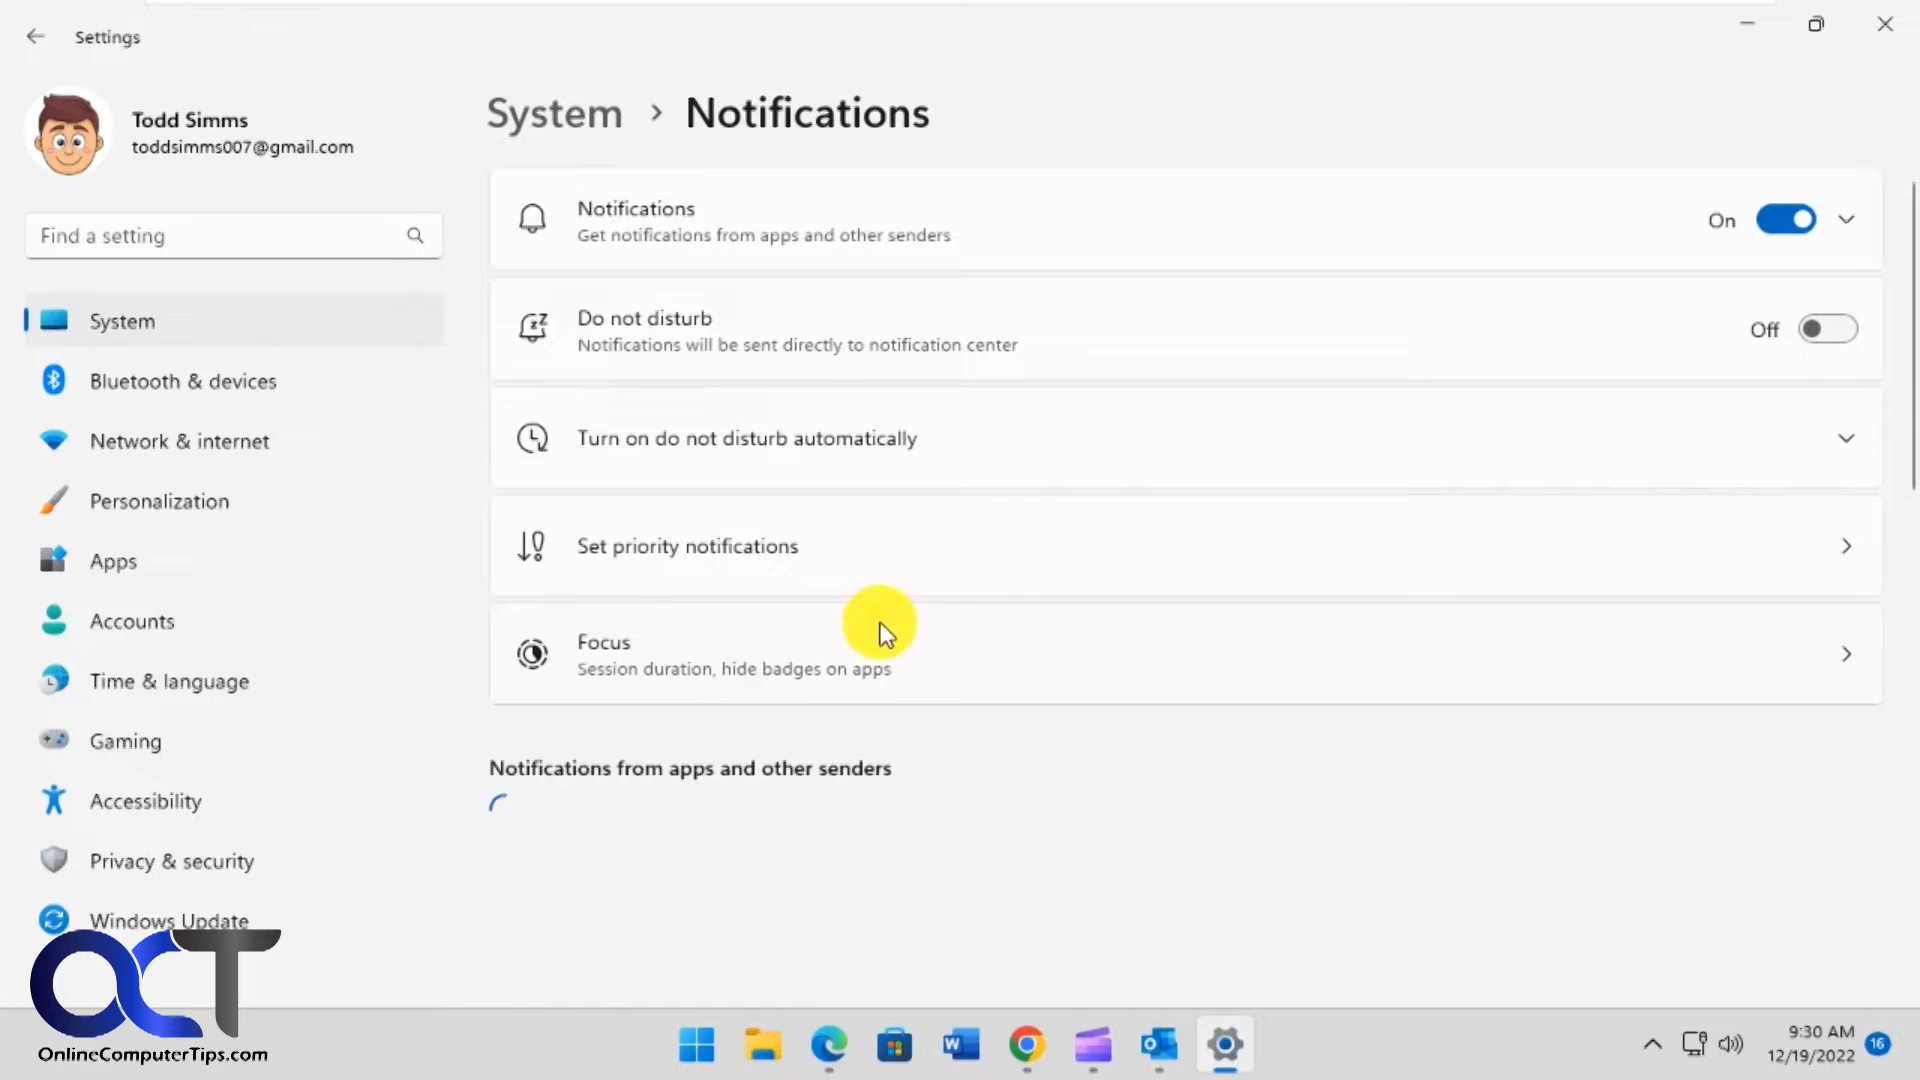 Settings
Todd Simms
toddsimms007@gmail.com
Find a setting
System
Bluetooth & devices
Network & internet
Personalization
Apps
Accounts
Time & language
Gaming
Accessibility
Privacy & security
Windows Update
System > Notifications
Notifications
Get notifications from apps and other senders
On
Do not disturb
Notifications will be sent directly to notification center
Off
Turn on do not disturb automatically
Set priority notifications
Focus
Session duration, hide badges on apps
Notifications from apps and other senders
OCT
OnlineComputerTips.com
9:30 AM
12/19/2022
16